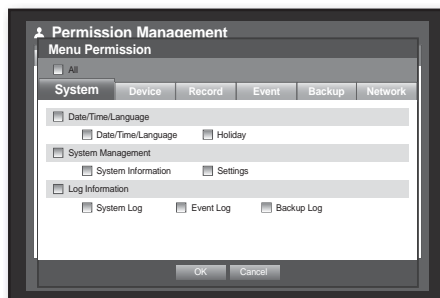 Permission Management
Menu Permission
All
System Device Record Event Backup Network
Date/Time/Language
Date/Time/Language Holiday
System Management
System Information Settings
Log Information
System Log Event Log Backup Log
OK Cancel